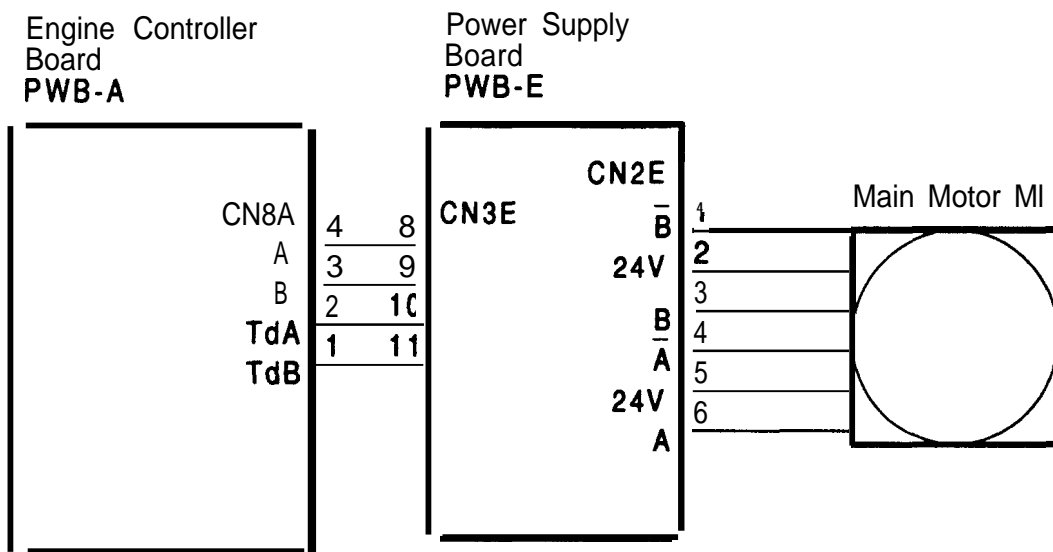 Engine Controller
Board
PWB-A
Power Supply
Board
PWB-E
CN2E
Main Motor MI
CN8A
4 8
CN3E
A
3 9
B
2 10
TdA
1 11
TdB
B̅
1
24V
2
3
B
4
A̅
5
24V
6
A